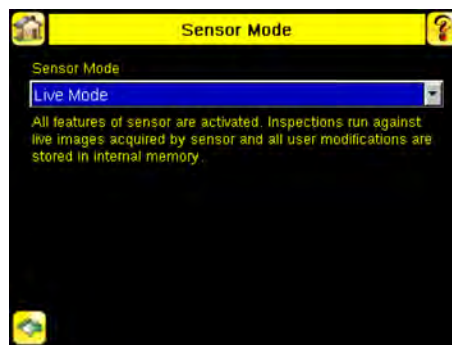 Sensor Mode
?
Sensor Mode
Live Mode
All features of sensor are activated. Inspections run against
live images acquired by sensor and all user modifications are
stored in internal memory.